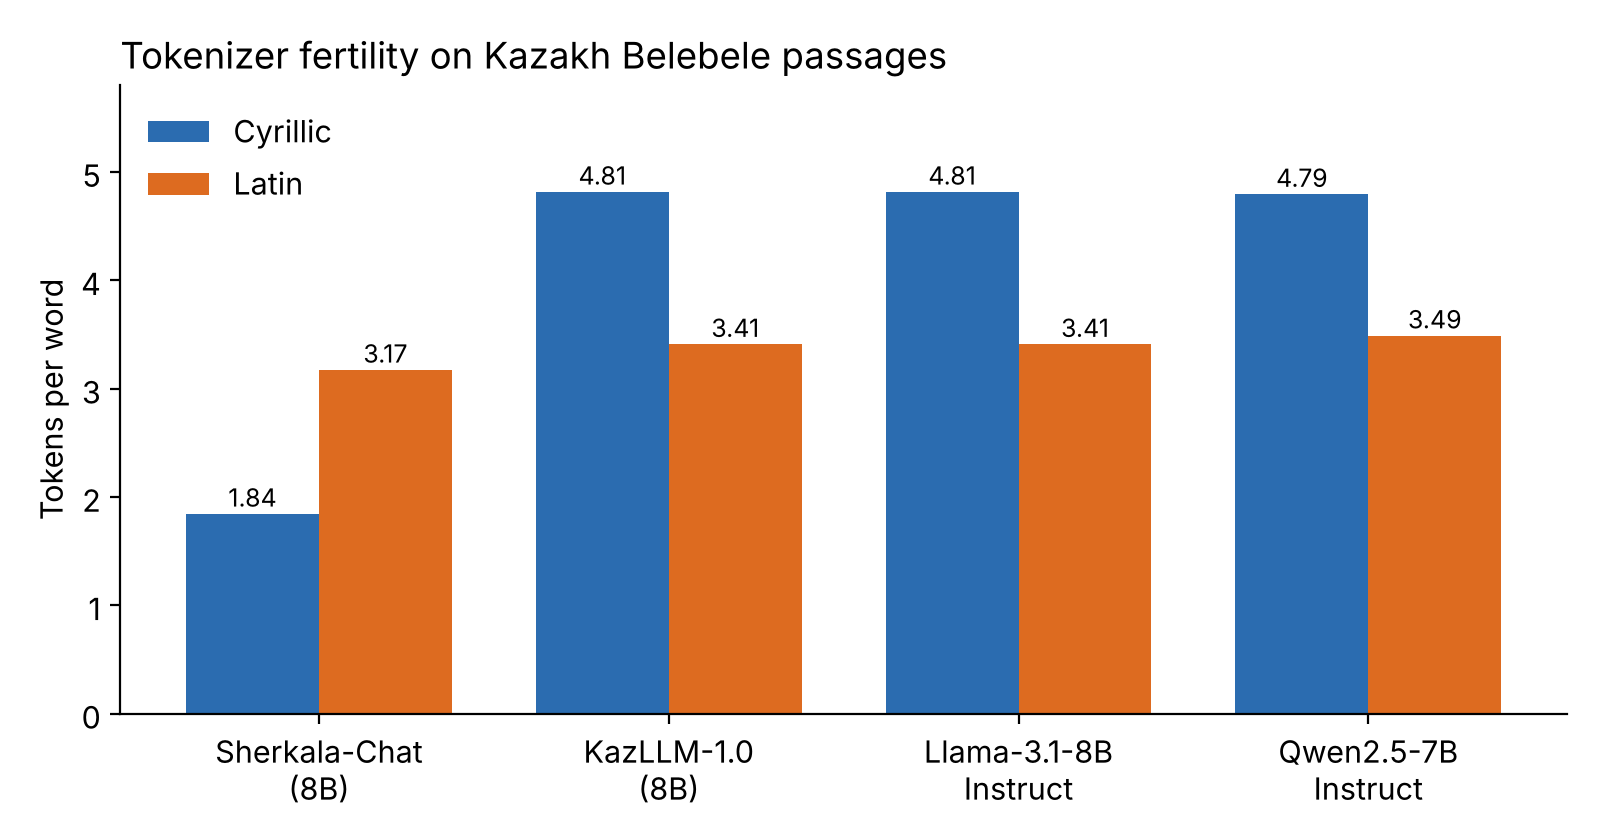 Tokenizer fertility on Kazakh Belebele passages
Cyrillic
Latin
Tokens per word
5
4
3
2
1
0
1.84
3.17
4.81
3.41
4.81
3.41
4.79
3.49
Sherkala-Chat
(8B)
KazLLM-1.0
(8B)
Llama-3.1-8B
Instruct
Qwen2.5-7B
Instruct